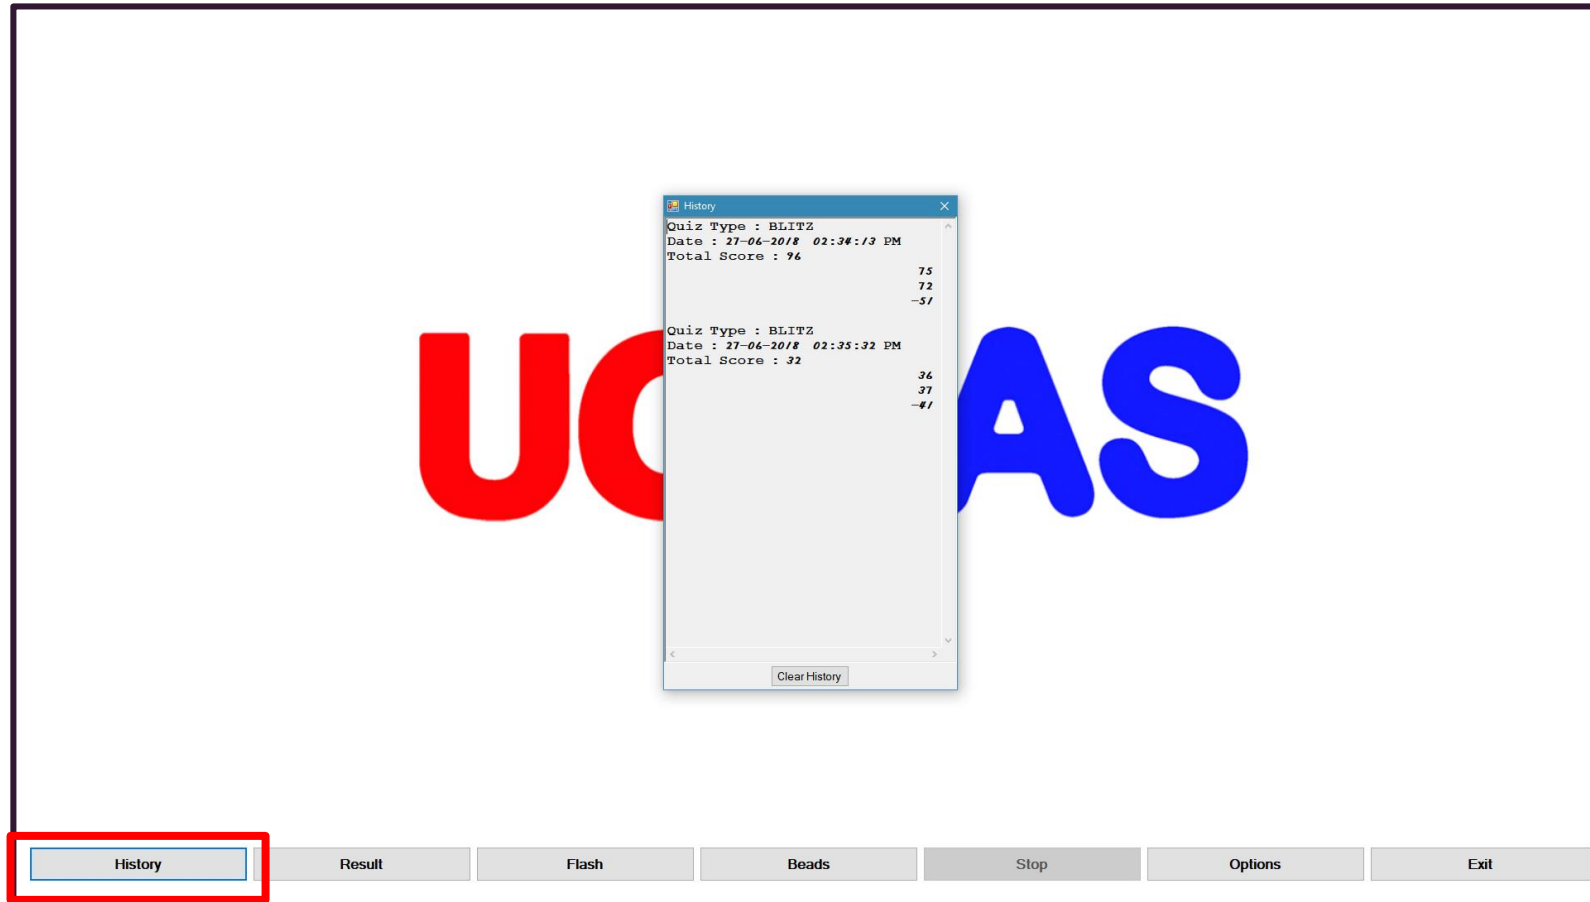 History
Quiz Type : BLITZ
Date : 27-06-2018 02:34:13 PM
Total Score : 96
75
72
-51
Quiz Type : BLITZ
Date : 27-06-2018 02:35:32 PM
Total Score : 32
36
37
-41
UC AS
Clear History
History Result Flash Beads Stop Options Exit